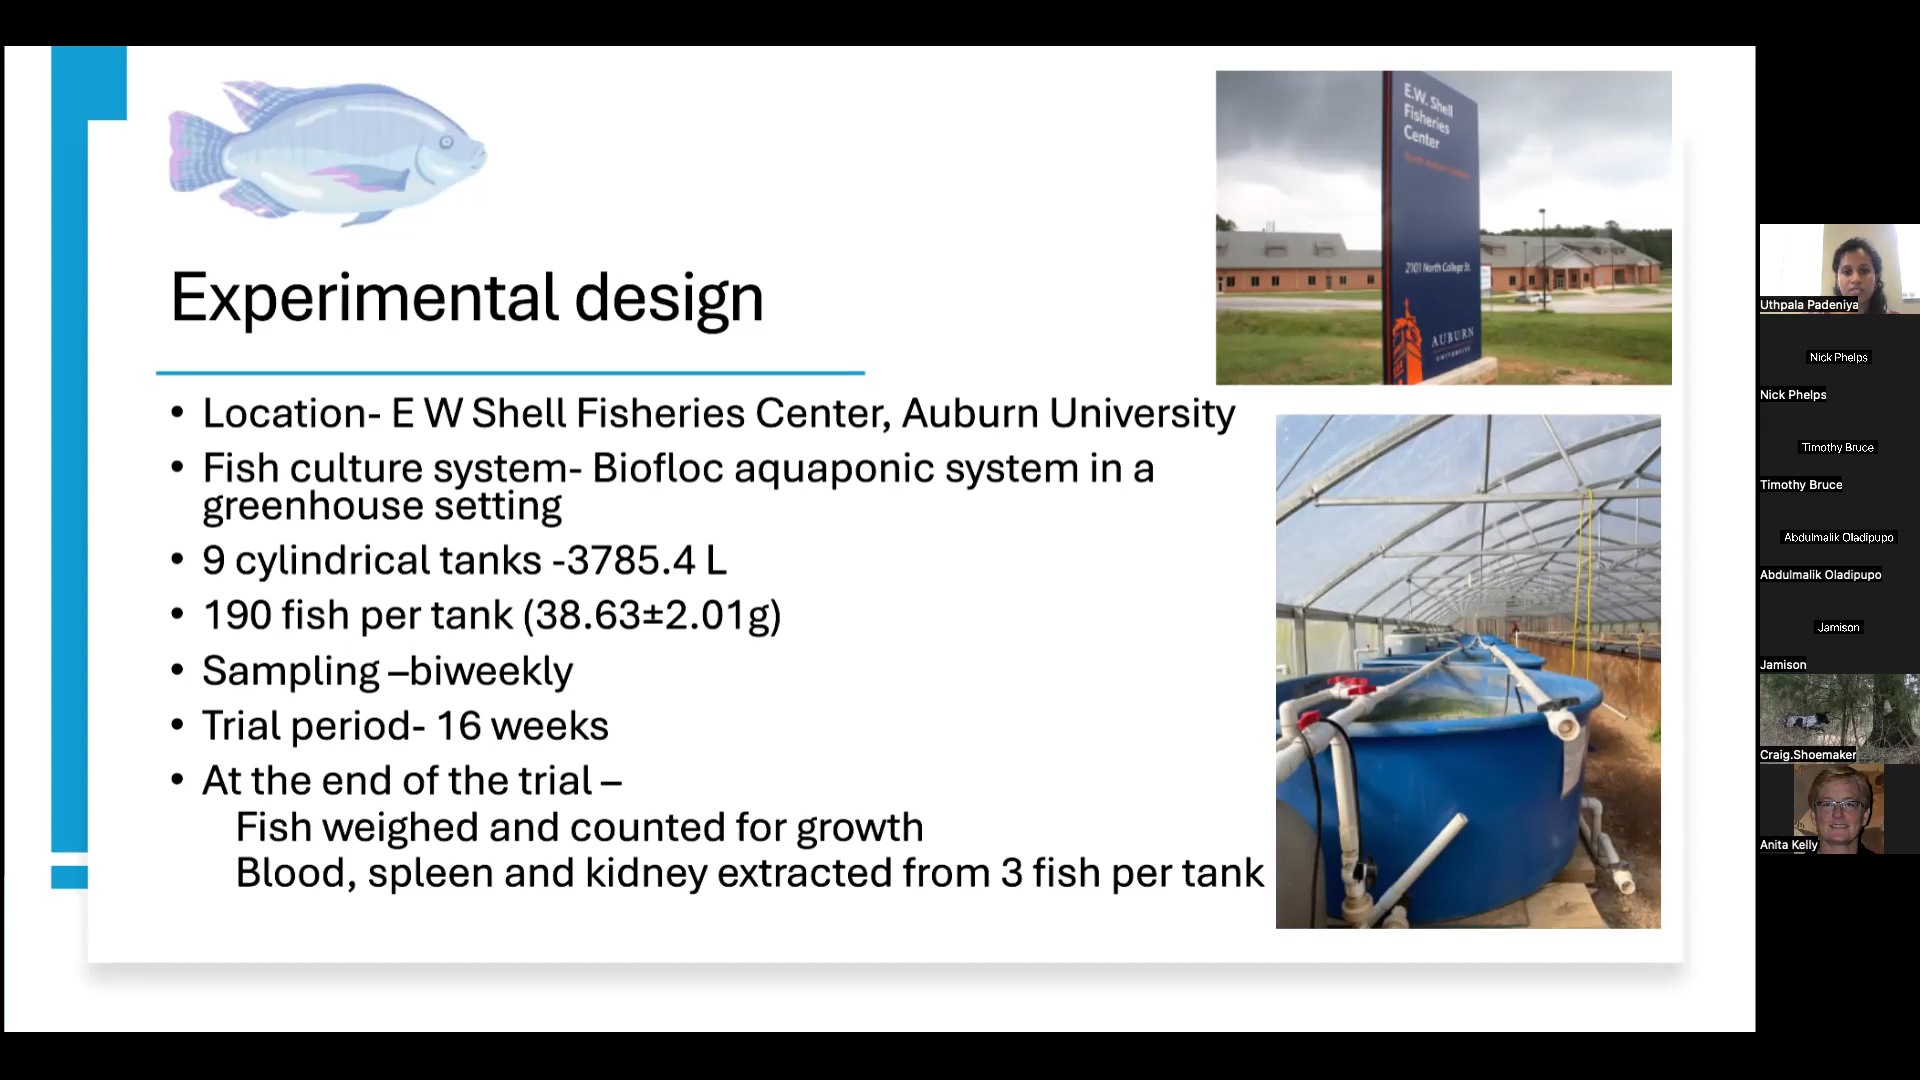 Experimental design
• Location- E W Shell Fisheries Center, Auburn University
• Fish culture system- Biofloc aquaponic system in a
greenhouse setting
• 9 cylindrical tanks -3785.4 L
• 190 fish per tank (38.63±2.01g)
• Sampling –biweekly
• Trial period- 16 weeks
• At the end of the trial –
Fish weighed and counted for growth
Blood, spleen and kidney extracted from 3 fish per tank
E.W. Shell
Fisheries
Center
2101 North College St.
AUBURN
UNIVERSITY
Uthpala Padeniya
Nick Phelps
Nick Phelps
Timothy Bruce
Timothy Bruce
Abdulmalik Oladipupo
Abdulmalik Oladipupo
Jamison
Jamison
Craig.Shoemaker
Anita Kelly